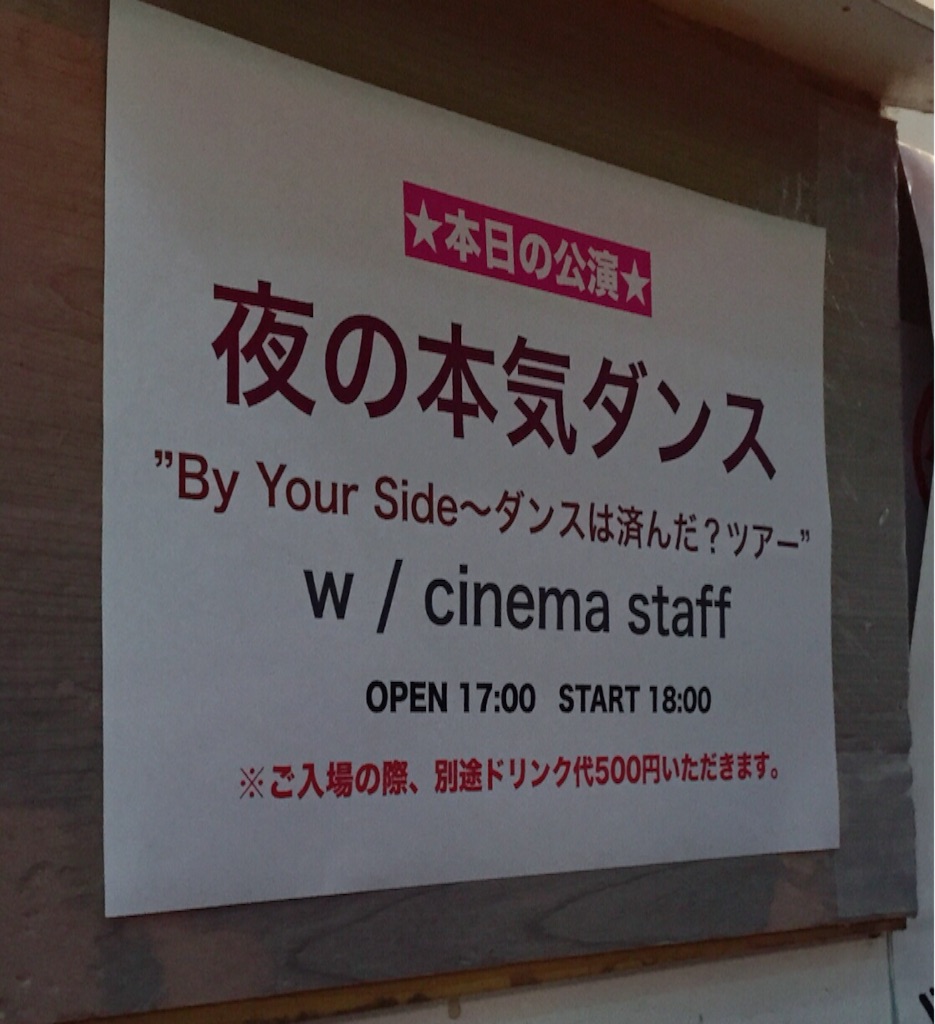 ★本日の公演★
夜の本気ダンス
”By Your Side〜ダンスは済んだ？ツアー”
w / cinema staff
OPEN 17:00 START 18:00
※ご入場の際、別途ドリンク代500円いただきます。